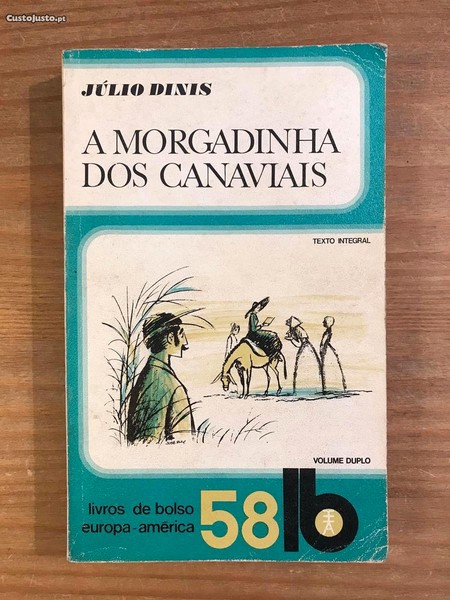 CustoJusto.pt
JÚLIO DINIS
A MORGADINHA
DOS CANAVIAIS
TEXTO INTEGRAL
VOLUME DUPLO
livros de bolso
europa-américa
58
lb